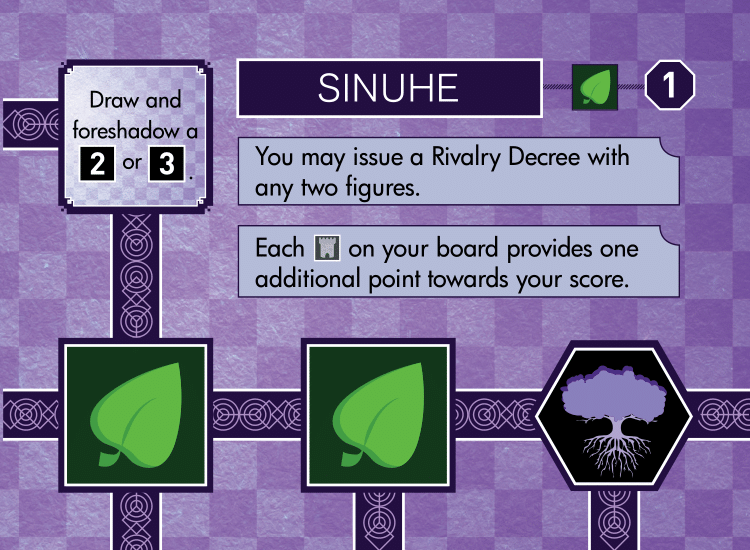 Draw and
foreshadow a
2 or 3.
SINUHE
1
You may issue a Rivalry Decree with
any two figures.
Each on your board provides one
additional point towards your score.